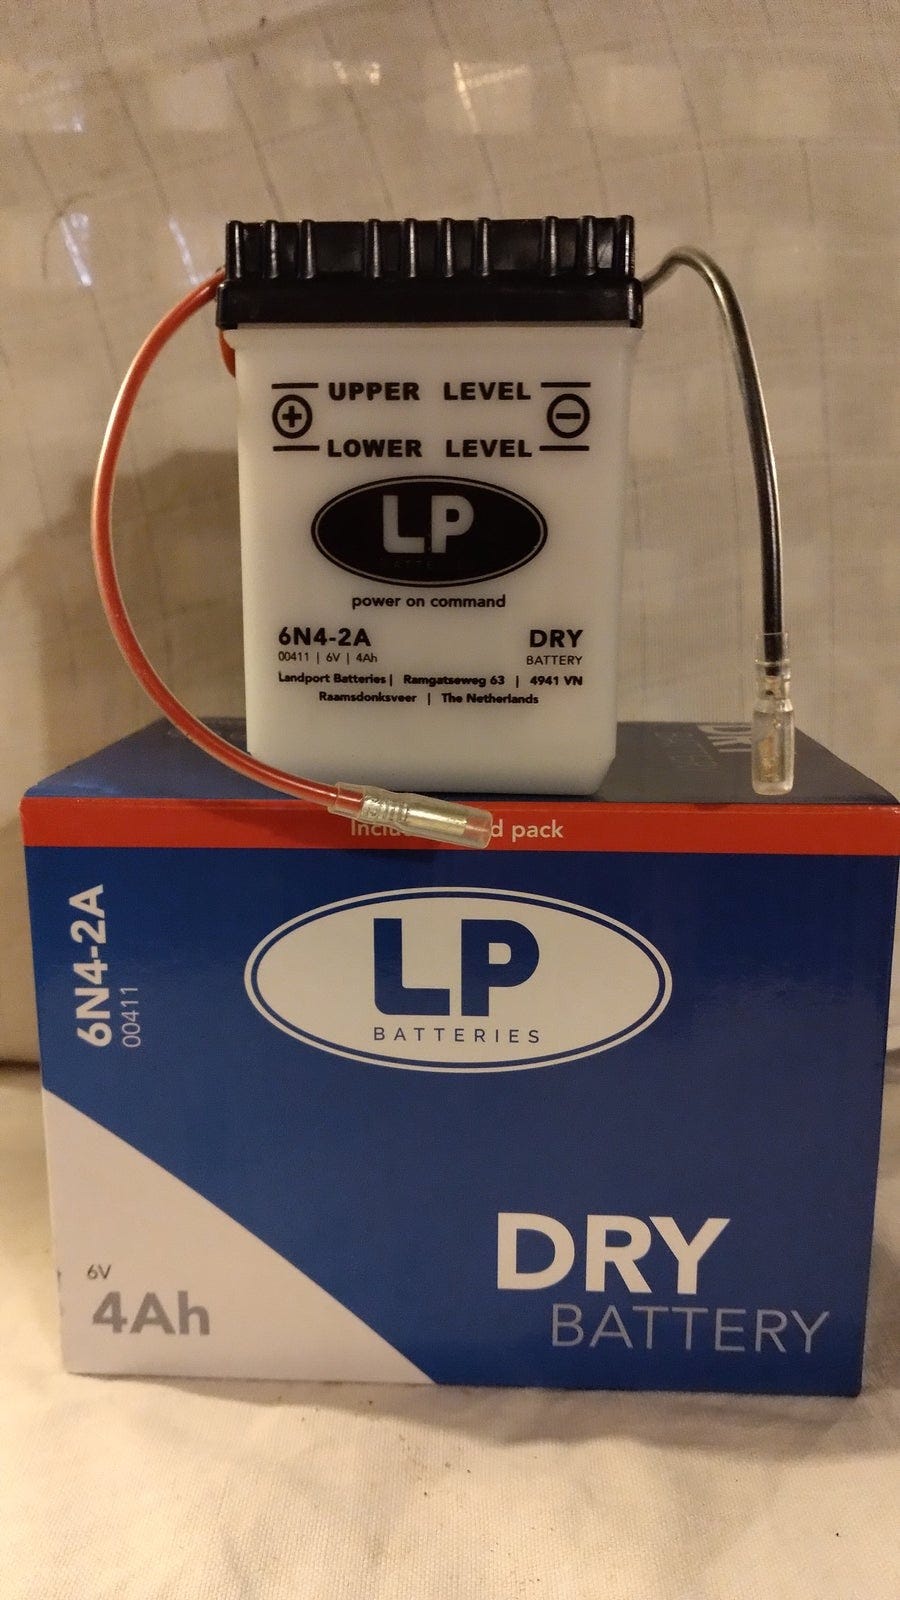 UPPER LEVEL
+ −
LOWER LEVEL
LP
power on command
6N4-2A DRY
00411 | 6V | 4Ah BATTERY
Landport Batteries | Ramgatseweg 63 | 4941 VN
Raamsdonksveer | The Netherlands
pack
6N4-2A
00411
LP
BATTERIES
6V
4Ah
DRY
BATTERY